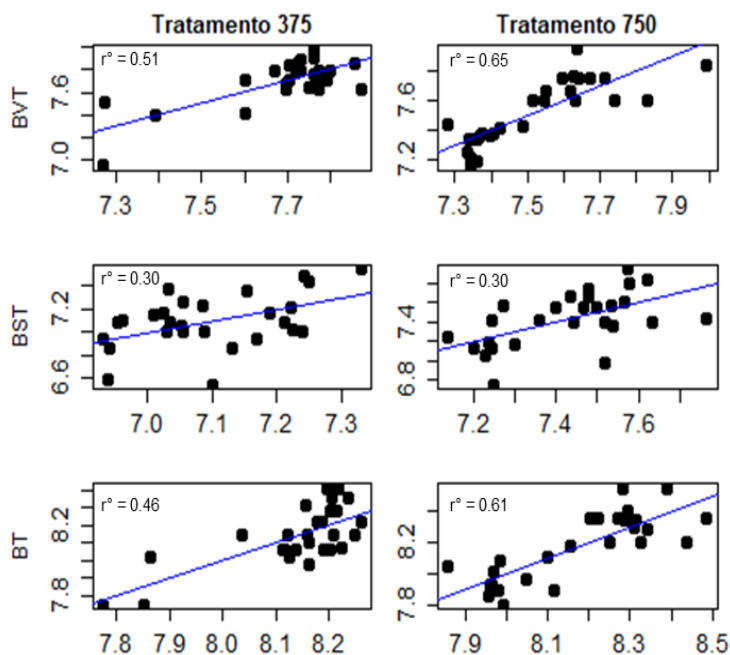 Tratamento 375 Tratamento 750
BVT 7.0 7.6 r° = 0.51 7.2 7.6 r° = 0.65
7.3 7.5 7.7 7.3 7.5 7.7 7.9
BST 6.6 7.2 r° = 0.30 6.8 7.4 r° = 0.30
7.0 7.1 7.2 7.3 7.2 7.4 7.6
BT 7.8 8.2 r° = 0.46 7.8 8.2 r° = 0.61
7.8 7.9 8.0 8.1 8.2 7.9 8.1 8.3 8.5